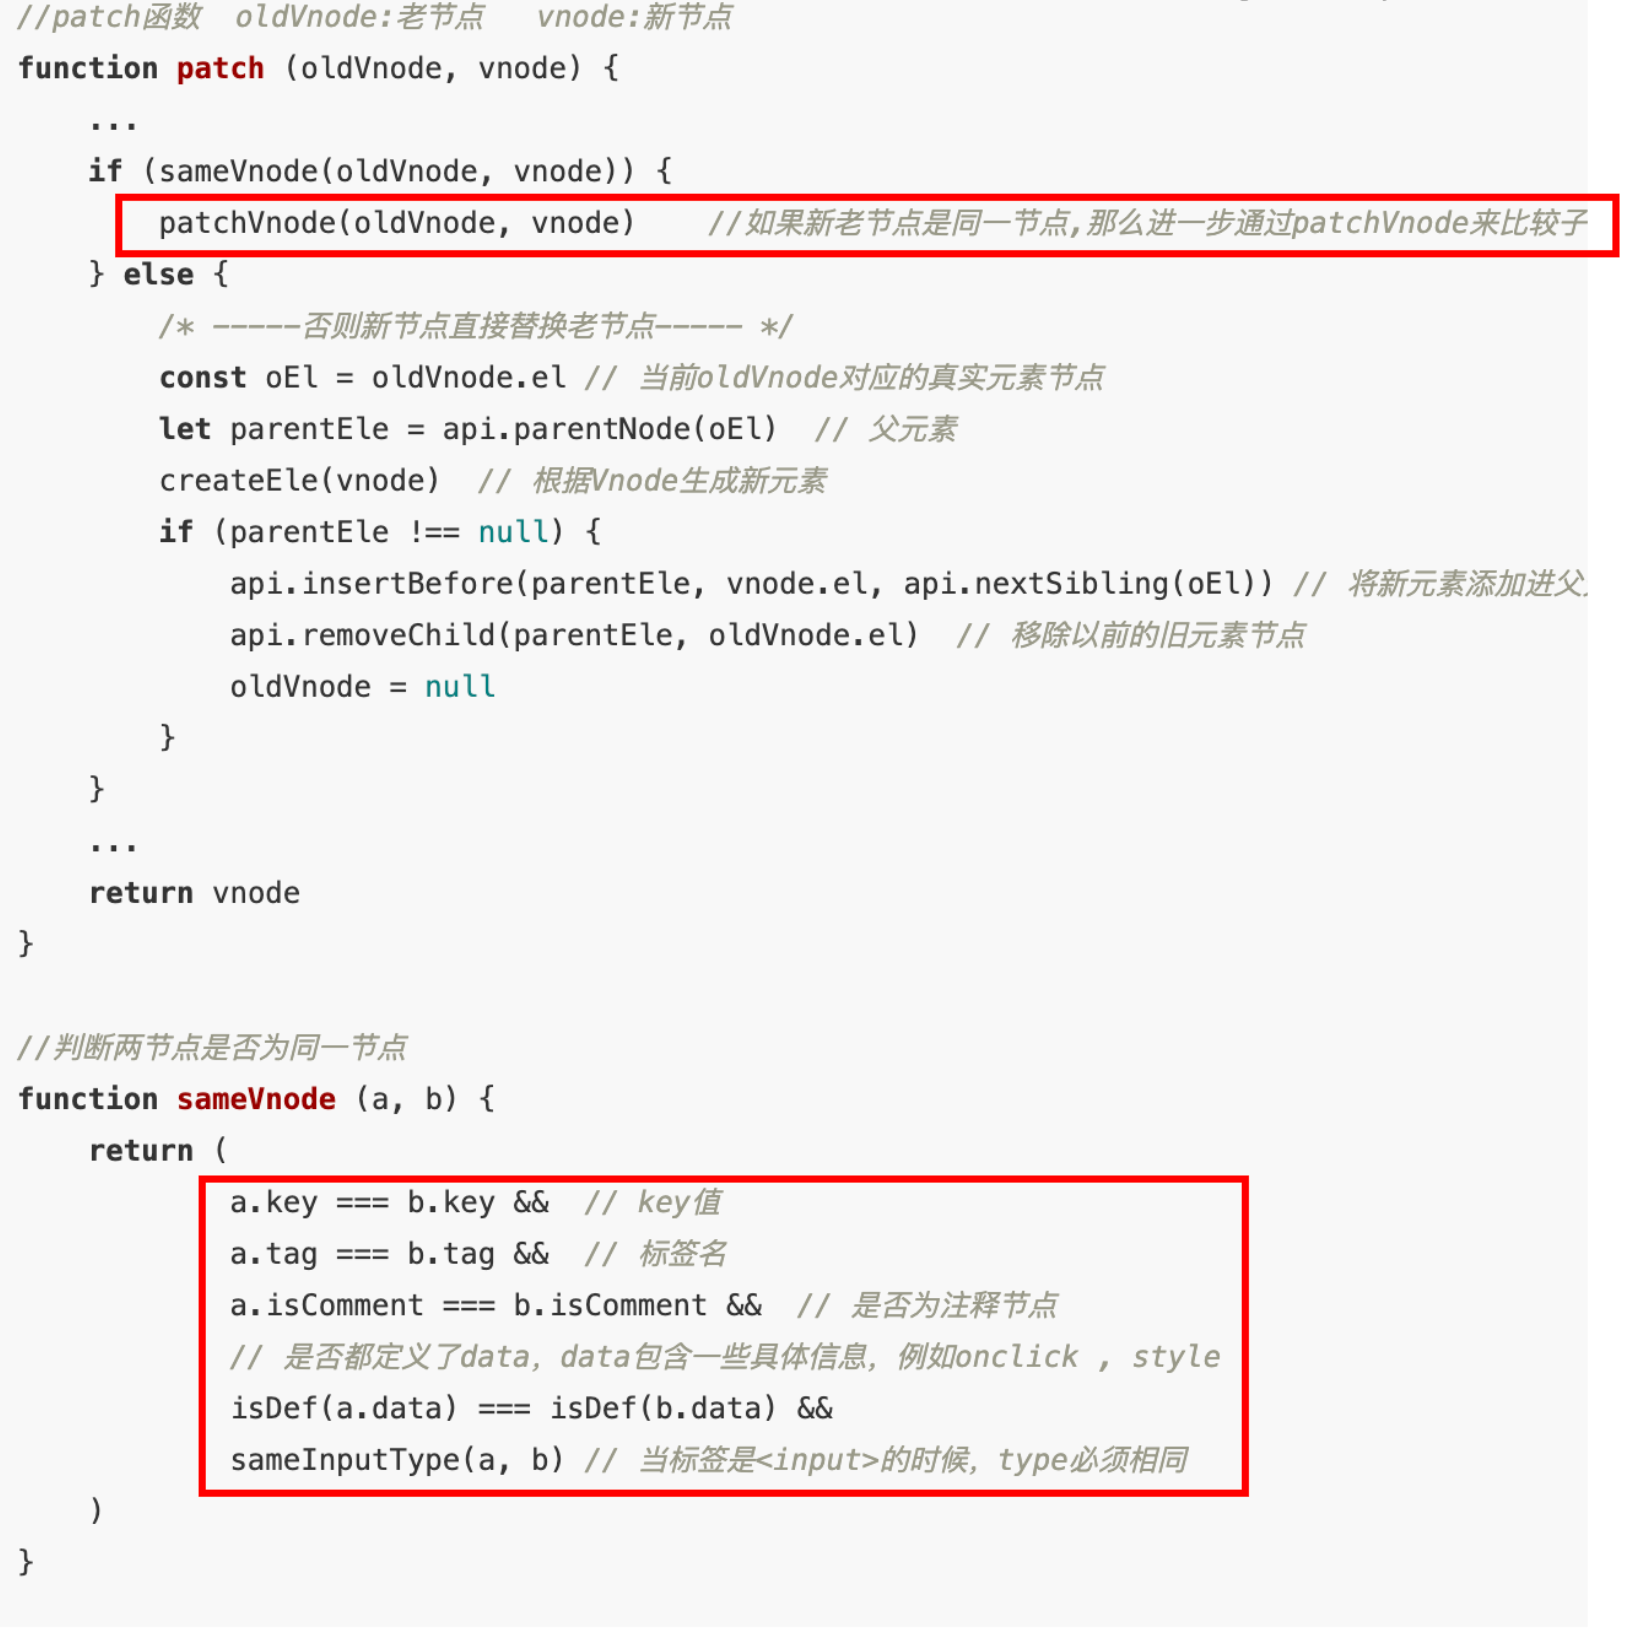 //patch函数  oldVnode:老节点   vnode:新节点
function patch (oldVnode, vnode) {
    ...
    if (sameVnode(oldVnode, vnode)) {
        patchVnode(oldVnode, vnode)    //如果新老节点是同一节点,那么进一步通过patchVnode来比较子
    } else {
        /* -----否则新节点直接替换老节点----- */
        const oEl = oldVnode.el // 当前oldVnode对应的真实元素节点
        let parentEle = api.parentNode(oEl)  // 父元素
        createEle(vnode)  // 根据Vnode生成新元素
        if (parentEle !== null) {
            api.insertBefore(parentEle, vnode.el, api.nextSibling(oEl)) // 将新元素添加进父
            api.removeChild(parentEle, oldVnode.el)  // 移除以前的旧元素节点
            oldVnode = null
        }
    }
    ...
    return vnode
}
//判断两节点是否为同一节点
function sameVnode (a, b) {
    return (
            a.key === b.key &&  // key值
            a.tag === b.tag &&  // 标签名
            a.isComment === b.isComment &&  // 是否为注释节点
            // 是否都定义了data，data包含一些具体信息，例如onclick , style
            isDef(a.data) === isDef(b.data) &&
            sameInputType(a, b) // 当标签是<input>的时候，type必须相同
    )
}